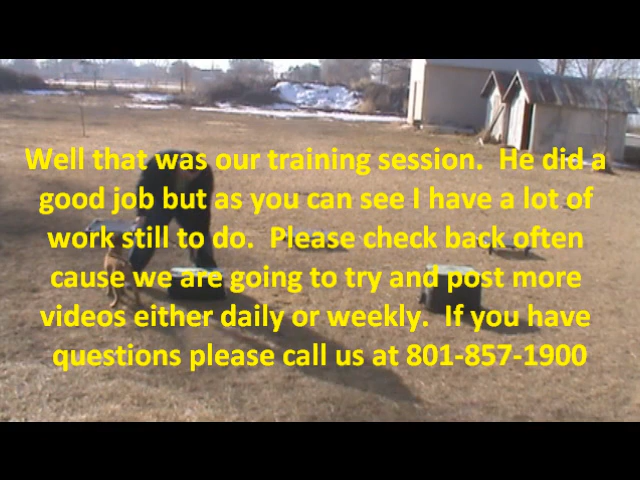 Well that was our training session.  He did a
good job but as you can see I have a lot of
work still to do.  Please check back often
cause we are going to try and post more
videos either daily or weekly.  If you have
questions please call us at 801-857-1900